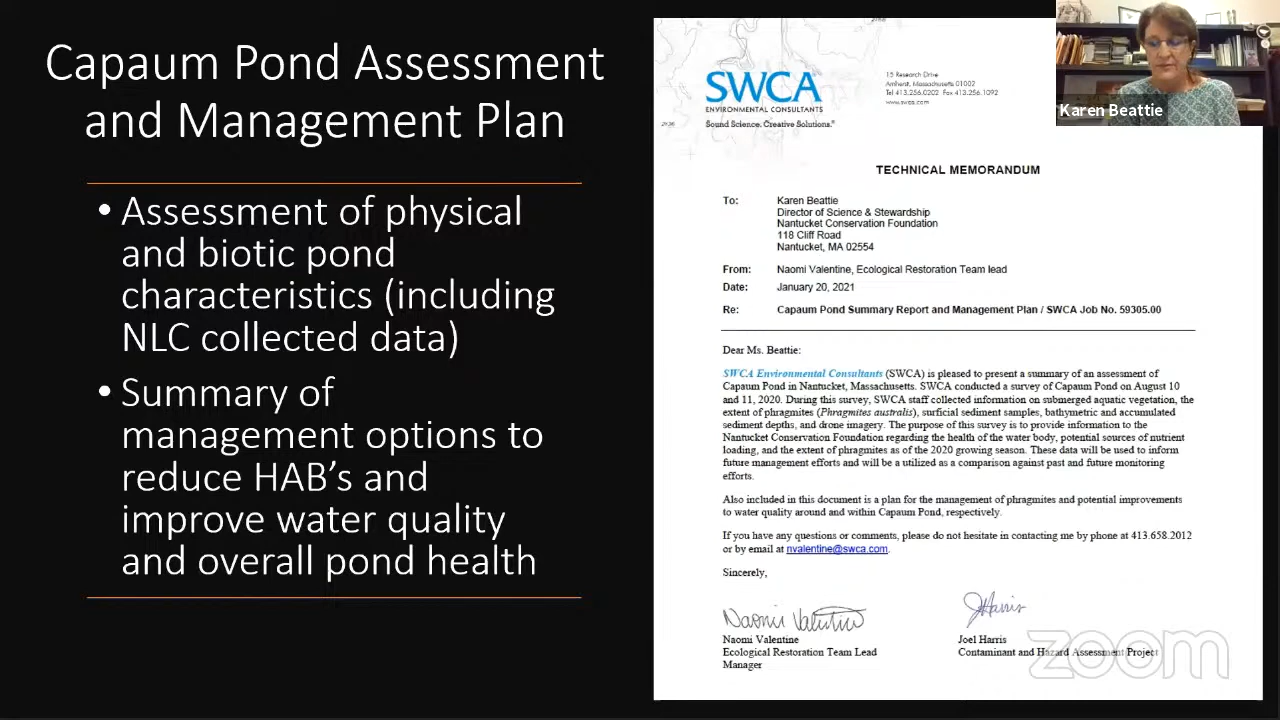 Capaum Pond Assessment
and Management Plan
• Assessment of physical
and biotic pond
characteristics (including
NLC collected data)
• Summary of
management options to
reduce HAB’s and
improve water quality
and overall pond health
SWCA
ENVIRONMENTAL CONSULTANTS
Sound Science. Creative Solutions.®
15 Research Drive
Amherst, Massachusetts 01002
Tel 413.256.0202 Fax 413.256.1092
www.swca.com
Karen Beattie
TECHNICAL MEMORANDUM
To: Karen Beattie
Director of Science & Stewardship
Nantucket Conservation Foundation
118 Cliff Road
Nantucket, MA 02554
From: Naomi Valentine, Ecological Restoration Team lead
Date: January 20, 2021
Re: Capaum Pond Summary Report and Management Plan / SWCA Job No. 59305.00
Dear Ms. Beattie:
SWCA Environmental Consultants (SWCA) is pleased to present a summary of an assessment of
Capaum Pond in Nantucket, Massachusetts. SWCA conducted a survey of Capaum Pond on August 10
and 11, 2020. During this survey, SWCA staff collected information on submerged aquatic vegetation, the
extent of phragmites (Phragmites australis), surficial sediment samples, bathymetric and accumulated
sediment depths, and drone imagery. The purpose of this survey is to provide information to the
Nantucket Conservation Foundation regarding the health of the water body, potential sources of nutrient
loading, and the extent of phragmites as of the 2020 growing season. These data will be used to inform
future management efforts and will be a utilized as a comparison against past and future monitoring
efforts.
Also included in this document is a plan for the management of phragmites and potential improvements
to water quality around and within Capaum Pond, respectively.
If you have any questions or comments, please do not hesitate in contacting me by phone at 413.658.2012
or by email at nvalentine@swca.com.
Sincerely,
Naomi Valentine
JHarris
Naomi Valentine
Ecological Restoration Team Lead
Manager
Joel Harris
Contaminant and Hazard Assessment Project
zoom